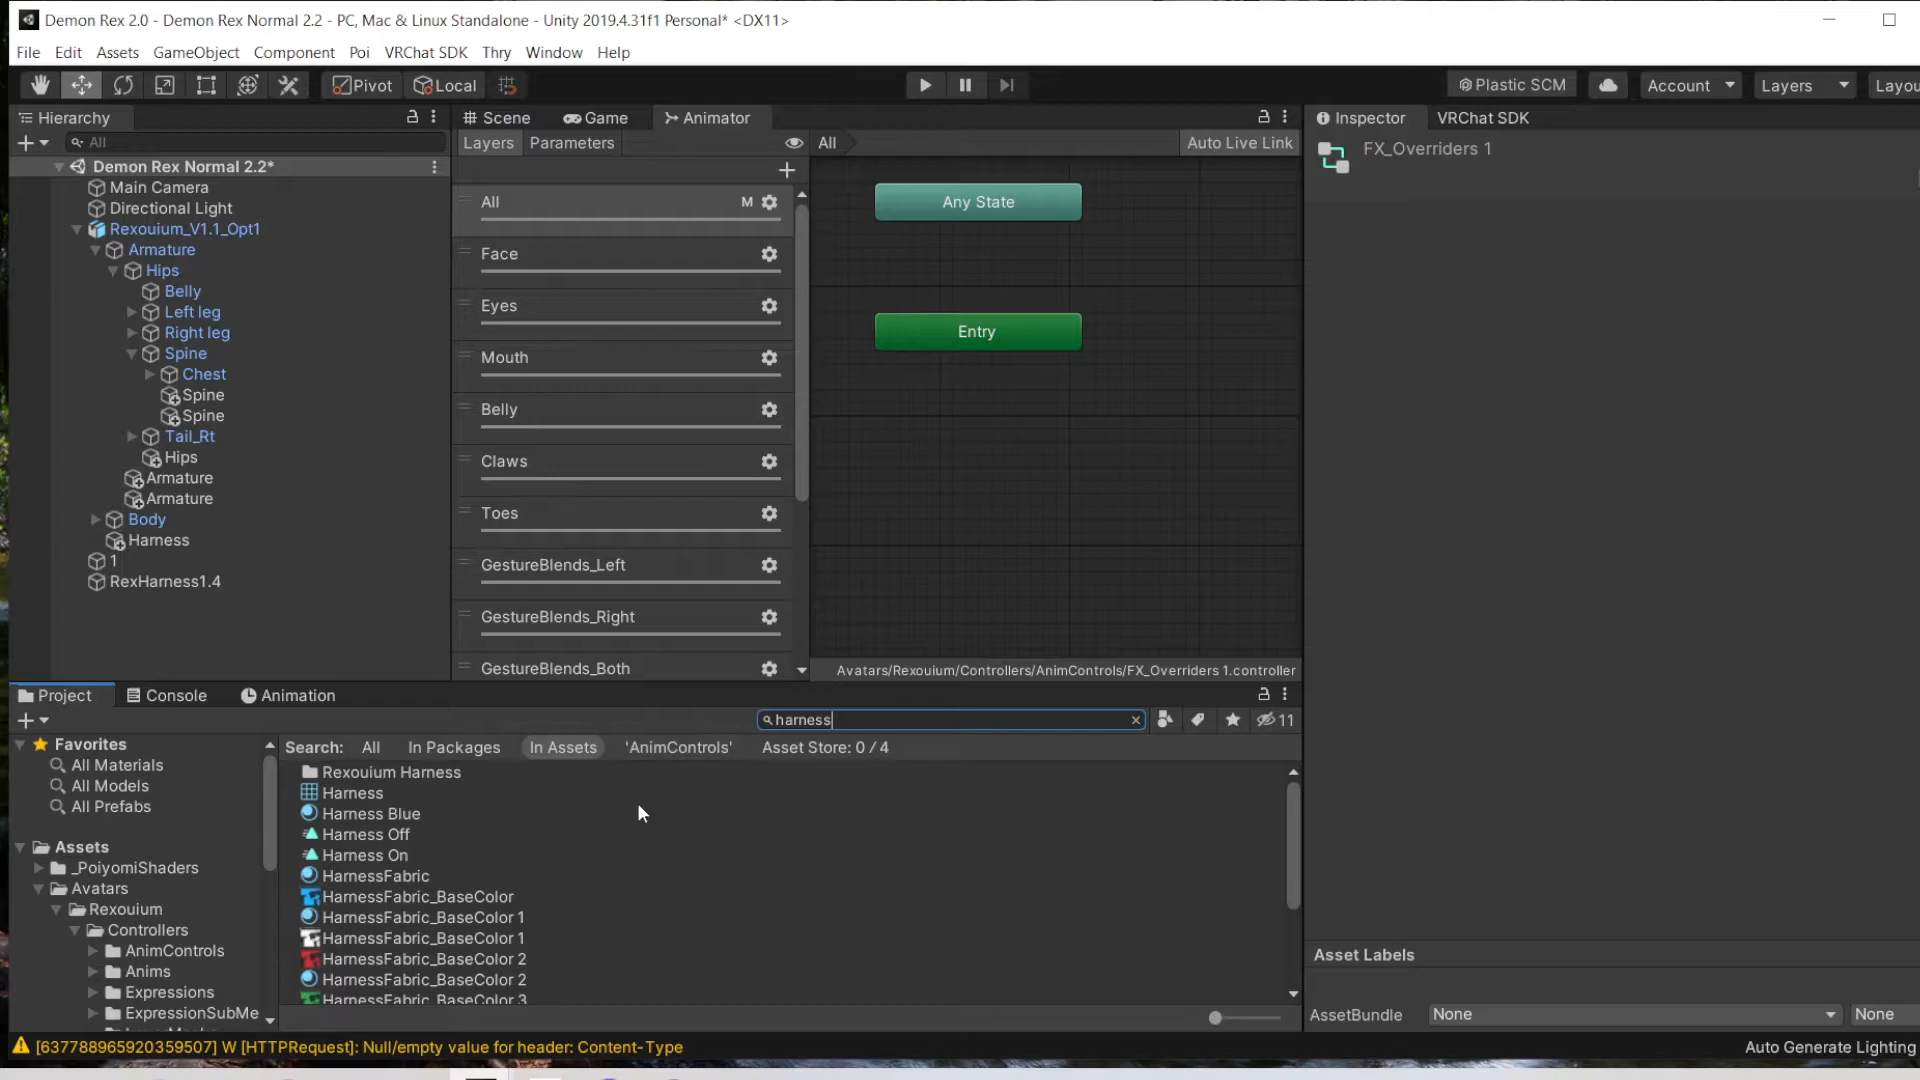 Demon Rex 2.0 - Demon Rex Normal 2.2 - PC, Mac & Linux Standalone - Unity 2019.4.31f1 Personal* <DX11>
File Edit Assets GameObject Component Poi VRChat SDK Thry Window Help
Pivot Local Plastic SCM Account Layers Layou
Hierarchy
All
Demon Rex Normal 2.2*
Main Camera
Directional Light
Rexouium_V1.1_Opt1
Armature
Hips
Belly
Left leg
Right leg
Spine
Chest
Spine
Spine
Tail_Rt
Hips
Armature
Armature
Body
Harness
1
RexHarness1.4
Scene Game Animator
Layers Parameters All Auto Live Link
All M
Face
Eyes
Mouth
Belly
Claws
Toes
GestureBlends_Left
GestureBlends_Right
GestureBlends_Both
Any State
Entry
Avatars/Rexouium/Controllers/AnimControls/FX_Overriders 1.controller
Inspector VRChat SDK
FX_Overriders 1
Asset Labels
AssetBundle None None
Project Console Animation
harness 11
Favorites
All Materials
All Models
All Prefabs
Assets
_PoiyomiShaders
Avatars
Rexouium
Controllers
AnimControls
Anims
Expressions
ExpressionSubMe
Search: All In Packages In Assets 'AnimControls' Asset Store: 0 / 4
Rexouium Harness
Harness
Harness Blue
Harness Off
Harness On
HarnessFabric
HarnessFabric_BaseColor
HarnessFabric_BaseColor 1
HarnessFabric_BaseColor 1
HarnessFabric_BaseColor 2
HarnessFabric_BaseColor 2
HarnessFabric_BaseColor 3
[637788965920359507] W [HTTPRequest]: Null/empty value for header: Content-Type
Auto Generate Lighting